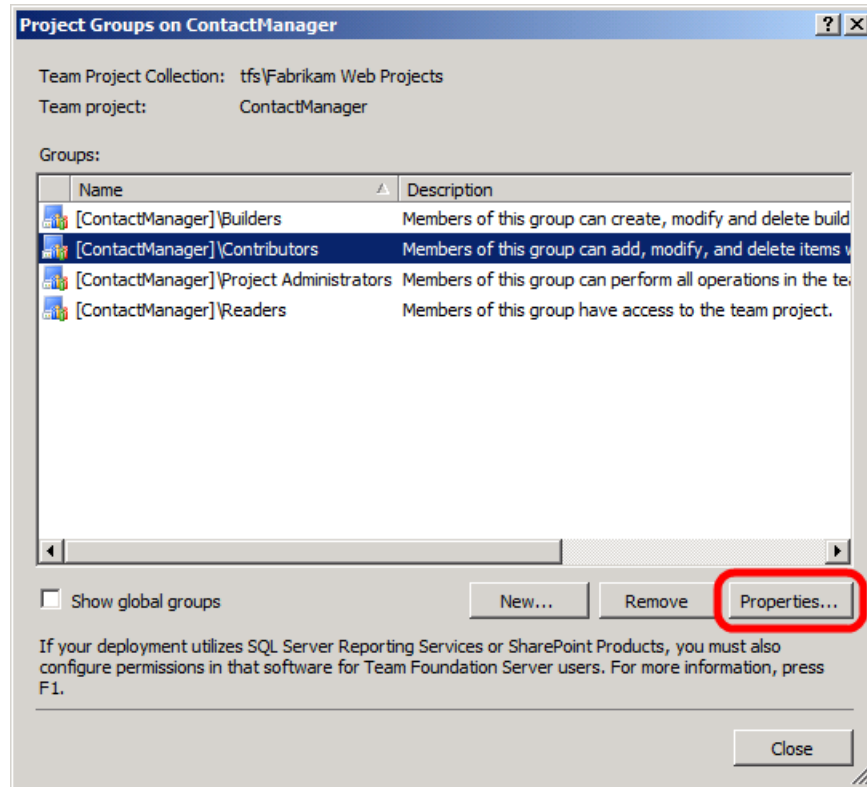 Project Groups on ContactManager
Team Project Collection: tfs\Fabrikam Web Projects
Team project: ContactManager
Groups:
Name Description
[ContactManager]\Builders Members of this group can create, modify and delete build
[ContactManager]\Contributors Members of this group can add, modify, and delete items
[ContactManager]\Project Administrators Members of this group can perform all operations in the
[ContactManager]\Readers Members of this group have access to the team project.
Show global groups New... Remove Properties...
If your deployment utilizes SQL Server Reporting Services or SharePoint Products, you must also
configure permissions in that software for Team Foundation Server users. For more information, press
F1.
Close